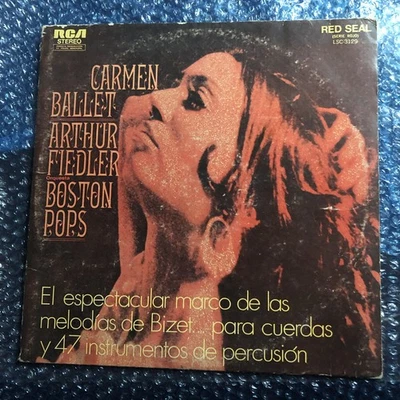 RCA
STEREO
RED SEAL
LSC-3129
CARMEN
BALLET
ARTHUR
FIEDLER
Orquesta
BOSTON
POPS
El espectacular marco de las
melodías de Bizet... para cuerdas
y 47 instrumentos de percusión